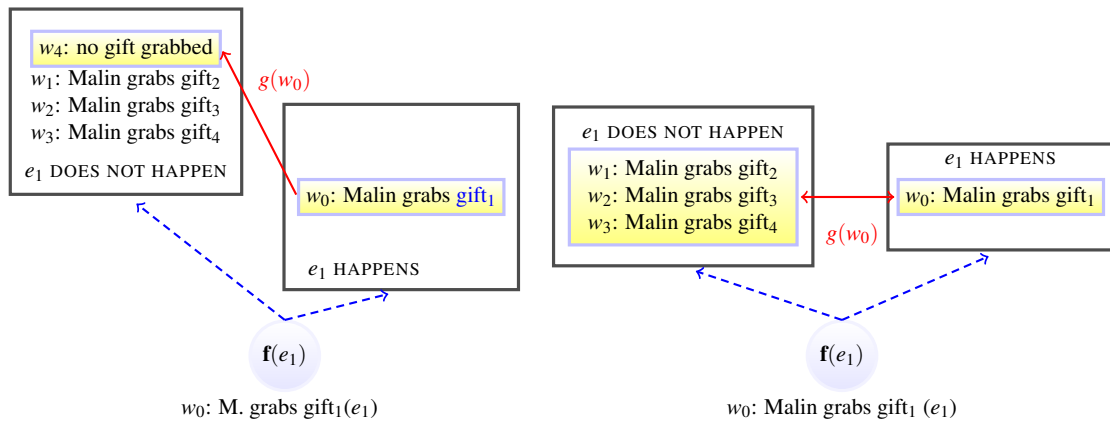 w₄: no gift grabbed
w₁: Malin grabs gift₂
w₂: Malin grabs gift₃
w₃: Malin grabs gift₄
e₁ DOES NOT HAPPEN
g(w₀)
w₀: Malin grabs gift₁
e₁ HAPPENS
f(e₁)
w₀: M. grabs gift₁(e₁)
e₁ DOES NOT HAPPEN
w₁: Malin grabs gift₂
w₂: Malin grabs gift₃
w₃: Malin grabs gift₄
g(w₀)
e₁ HAPPENS
w₀: Malin grabs gift₁
f(e₁)
w₀: Malin grabs gift₁ (e₁)